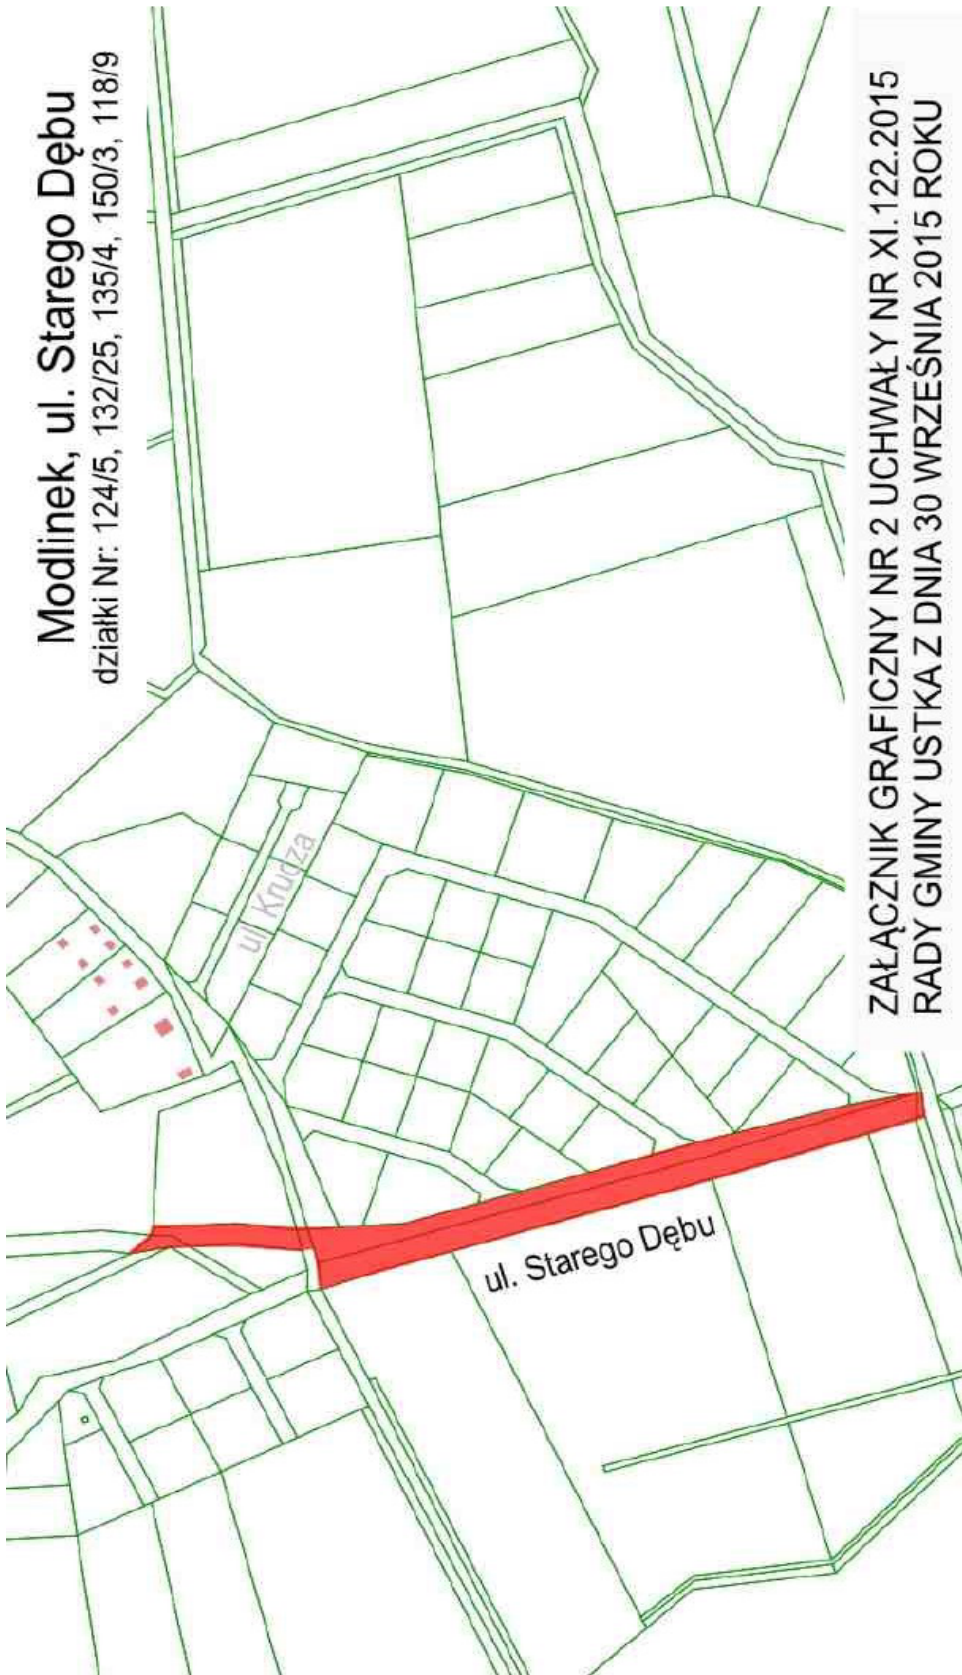 Modlinek, ul. Starego Dębu
działki Nr: 124/5, 132/25, 135/4, 150/3, 118/9
ul. Krucza
ul. Starego Dębu
ZAŁĄCZNIK GRAFICZNY NR 2 UCHWAŁY NR XI.122.2015
RADY GMINY USTKA Z DNIA 30 WRZEŚNIA 2015 ROKU